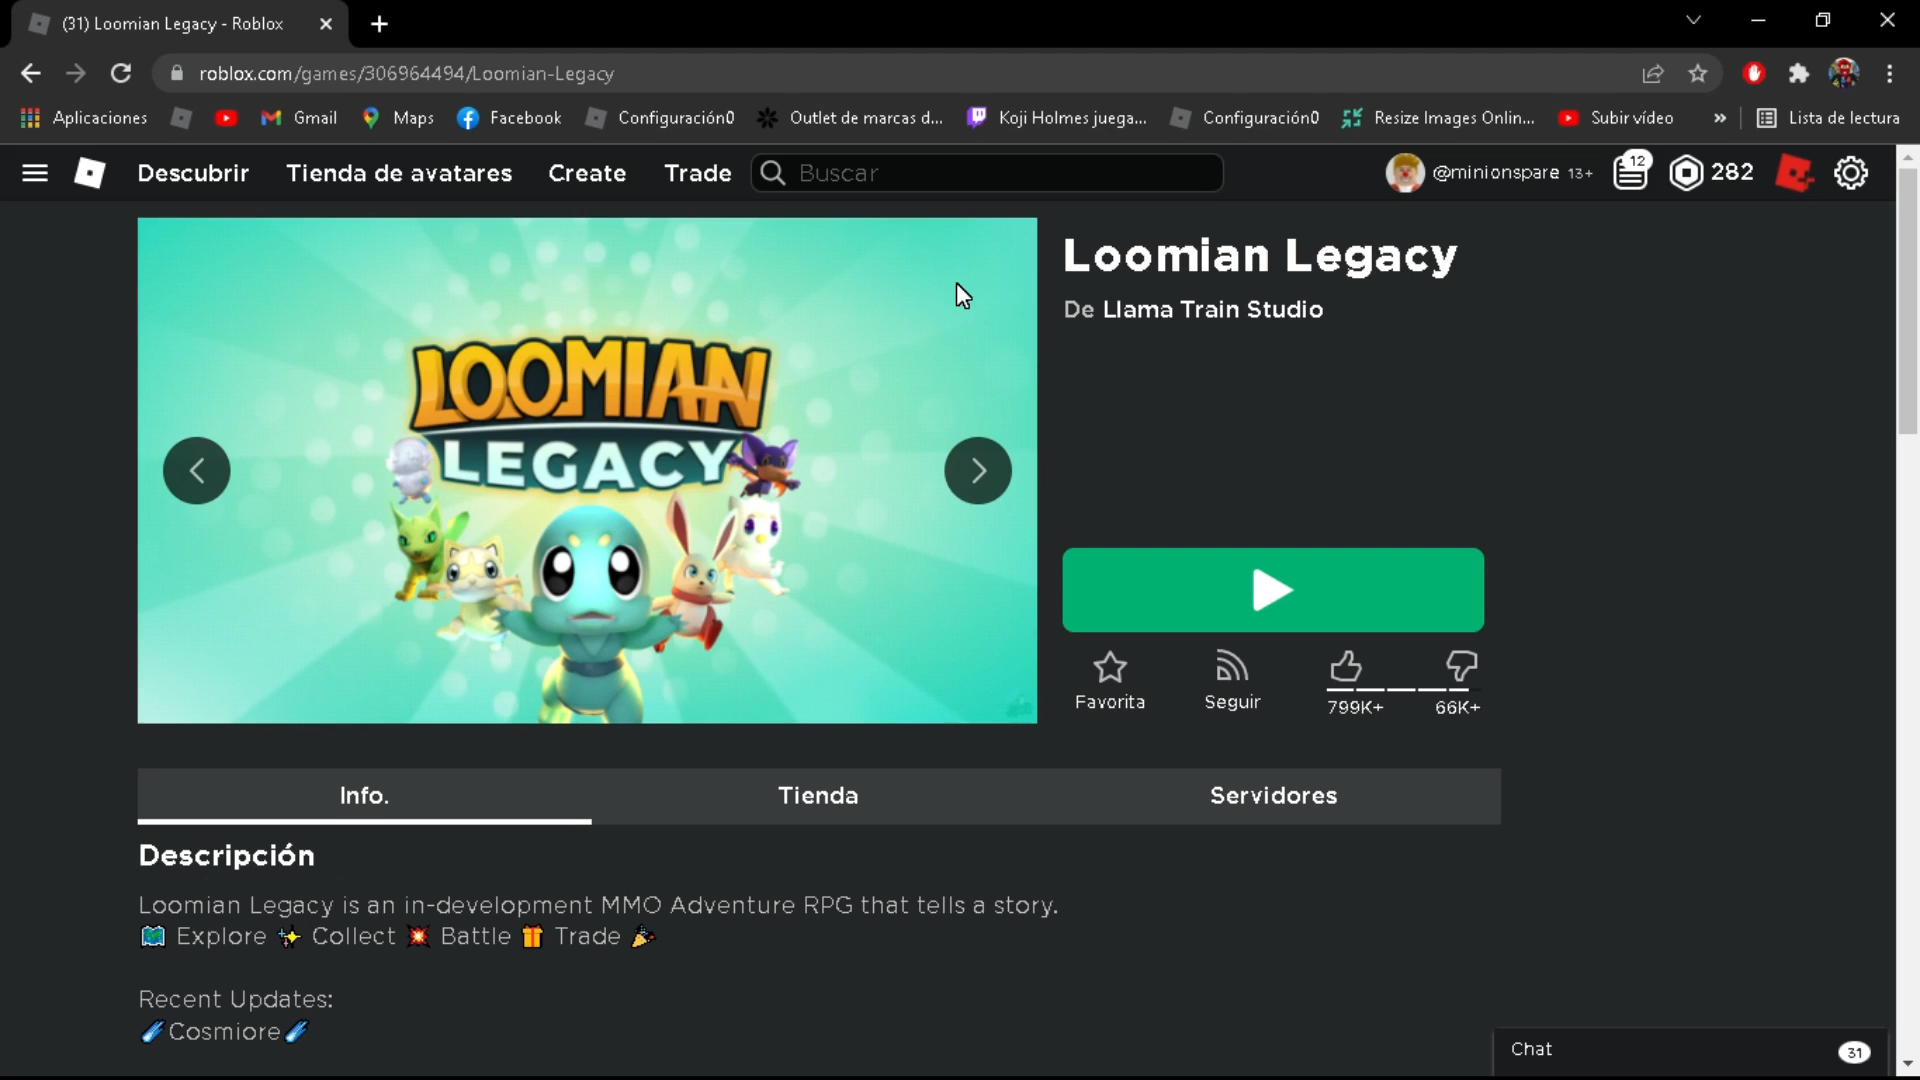 (31) Loomian Legacy - Roblox
roblox.com/games/306964494/Loomian-Legacy
Aplicaciones Gmail Maps Facebook Configuración0 Outlet de marcas d... Koji Holmes juega... Configuración0 Resize Images Onlin... Subir vídeo » Lista de lectura
Descubrir Tienda de avatares Create Trade Buscar @minionspare 13+ 12 282
LOOMIAN
LEGACY
Loomian Legacy
De Llama Train Studio
Favorita Seguir 799K+ 66K+
Info. Tienda Servidores
Descripción
Loomian Legacy is an in-development MMO Adventure RPG that tells a story.
🗺️ Explore ✨ Collect 💥 Battle 🎁 Trade 🎉
Recent Updates:
☄️Cosmiore☄️
Chat 31